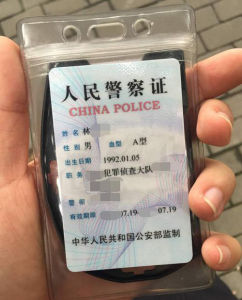 人民警察证
CHINA POLICE
姓名 林
性别 男 血型 A型
出生日期 1992.01.05
职务 犯罪侦查大队
警衔
有效期限 07.19- 07.19
中华人民共和国公安部监制